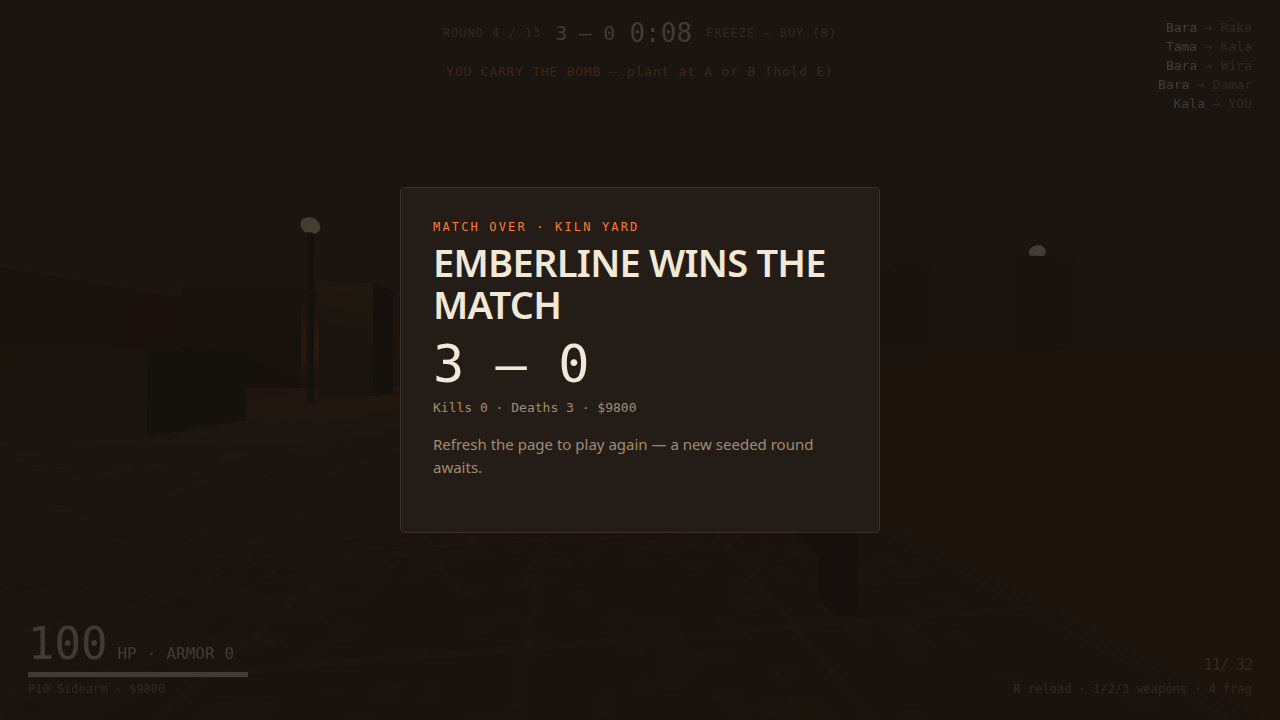 ROUND 4 / 13 3 — 0 0:08 FREEZE — BUY (B)
YOU CARRY THE BOMB — plant at A or B (hold E)
Bara → Raka
Tama → Kala
Bara → Wira
Bara → Damar
Kala → YOU
MATCH OVER · KILN YARD
EMBERLINE WINS THE
MATCH
3 — 0
Kills 0 · Deaths 3 · $9800
Refresh the page to play again — a new seeded round
awaits.
100 HP · ARMOR 0
P10 Sidearm · $9800
11/ 32
R reload · 1/2/3 weapons · 4 frag